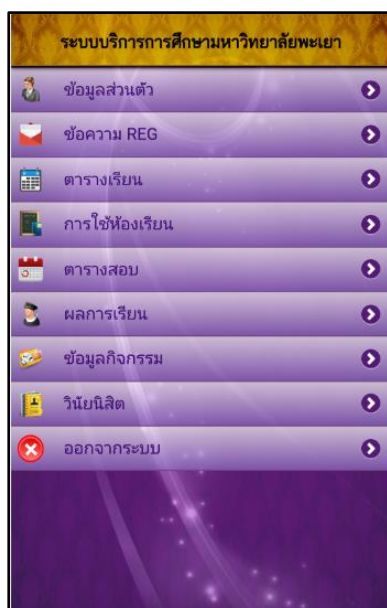 ระบบบริการการศึกษามหาวิทยาลัยพะเยา
ข้อมูลส่วนตัว
ข้อความ REG
ตารางเรียน
การใช้ห้องเรียน
ตารางสอบ
ผลการเรียน
ข้อมูลกิจกรรม
วินัยนิสิต
ออกจากระบบ